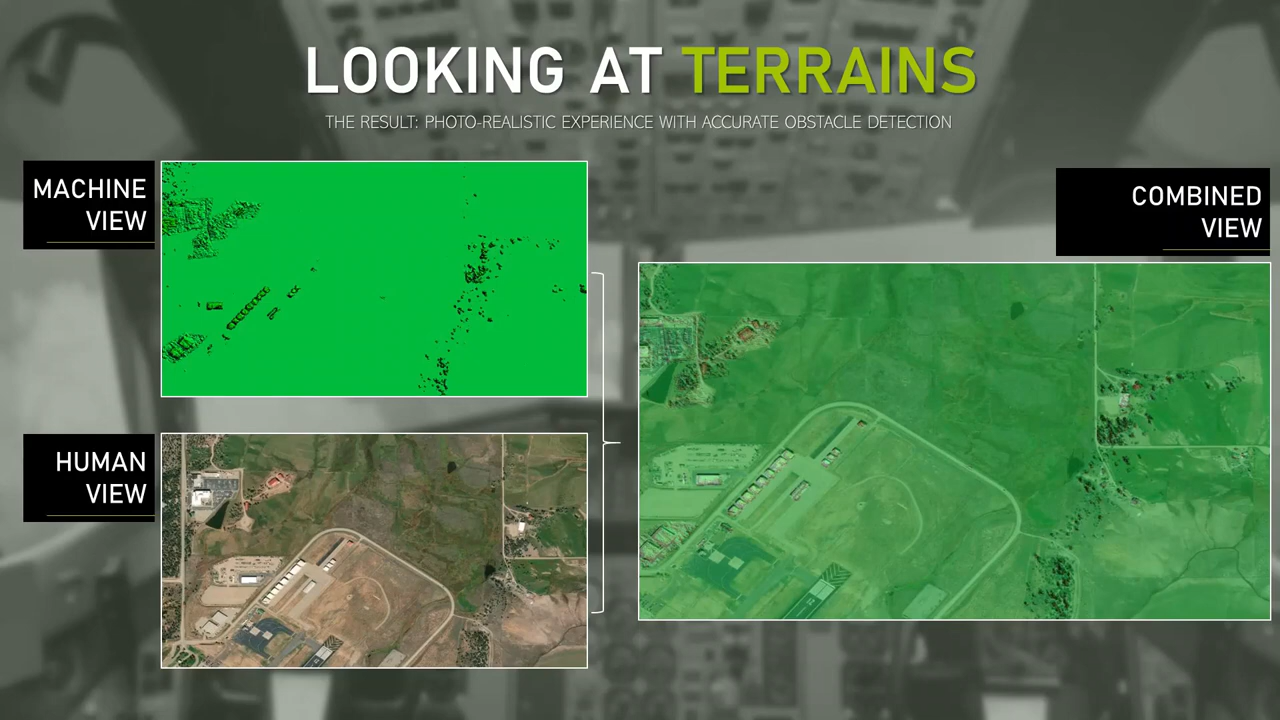 LOOKING AT TERRAINS
THE RESULT: PHOTO-REALISTIC EXPERIENCE WITH ACCURATE OBSTACLE DETECTION
MACHINE
VIEW
COMBINED
VIEW
HUMAN
VIEW